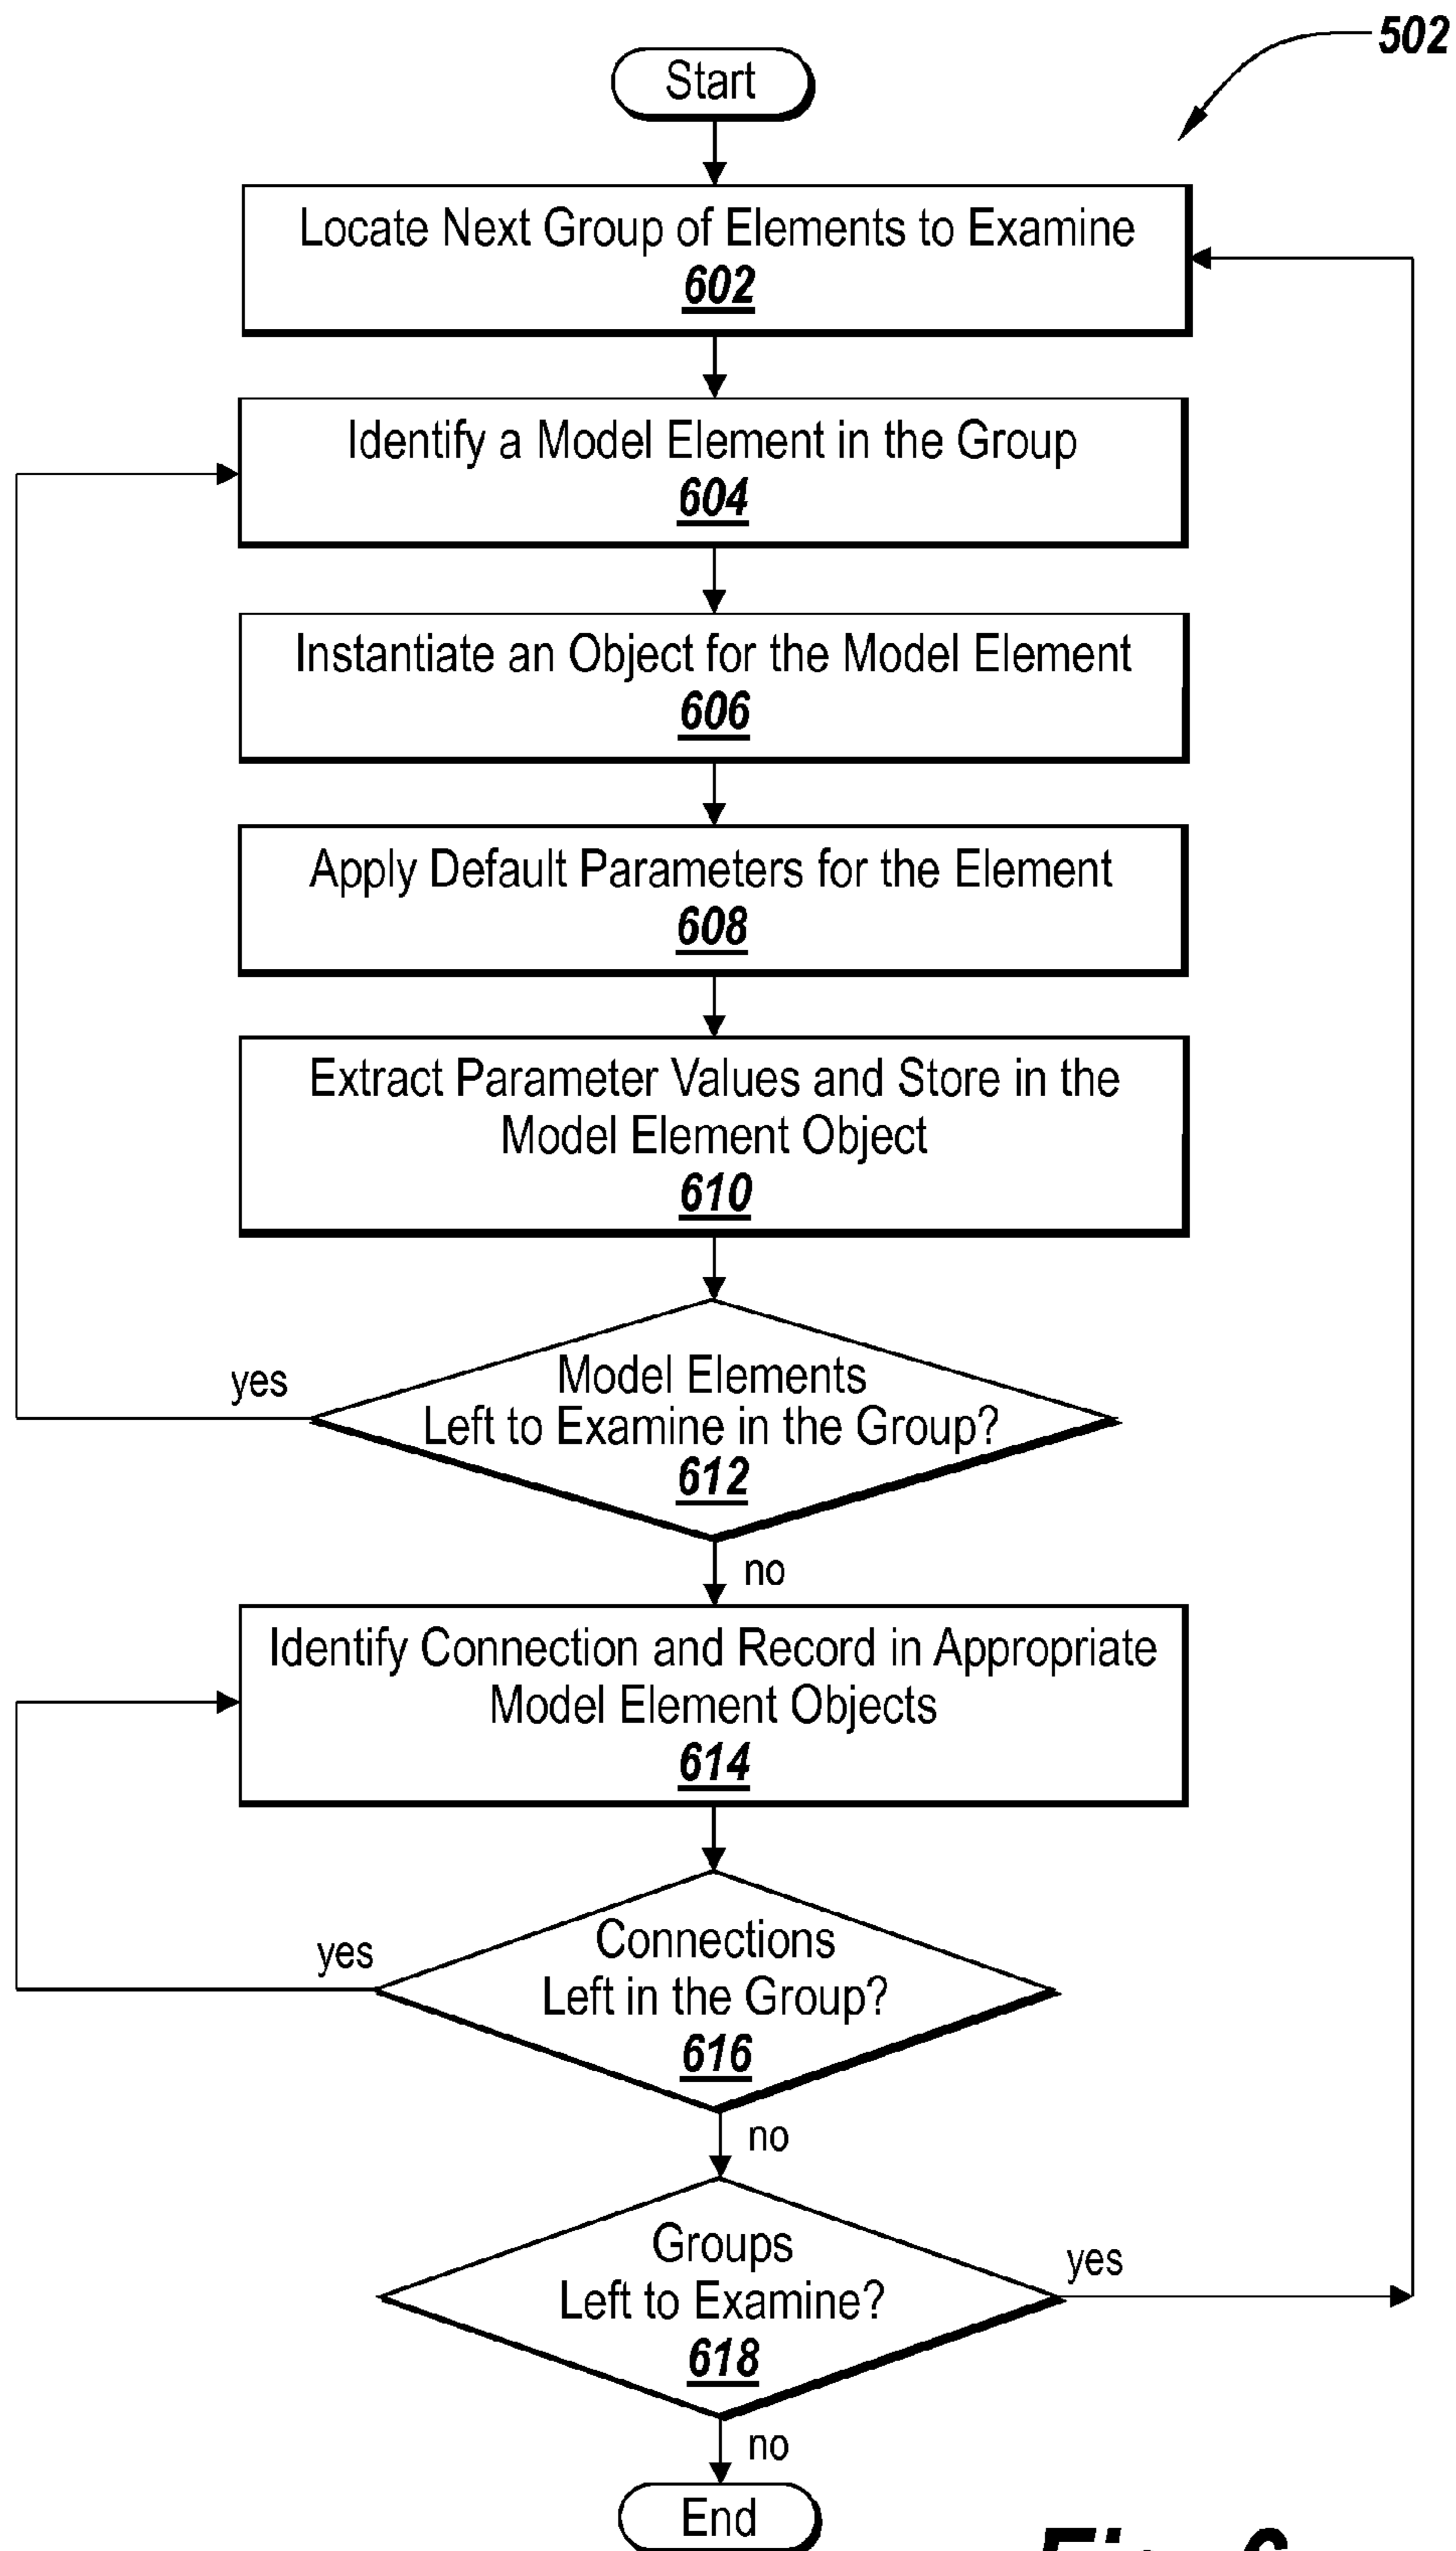 502
Start
Locate Next Group of Elements to Examine
602
Identify a Model Element in the Group
604
Instantiate an Object for the Model Element
606
Apply Default Parameters for the Element
608
Extract Parameter Values and Store in the
Model Element Object
610
yes
Model Elements
Left to Examine in the Group?
612
no
Identify Connection and Record in Appropriate
Model Element Objects
614
yes
Connections
Left in the Group?
616
no
Groups
Left to Examine?
618
yes
no
End